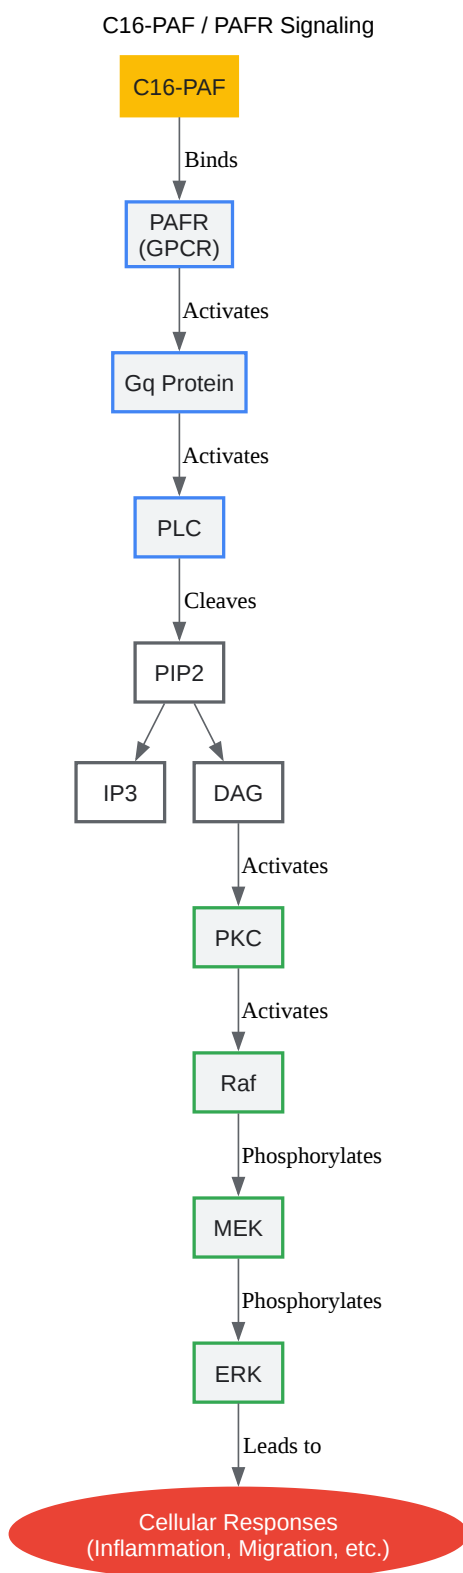 C16-PAF / PAFR Signaling
C16-PAF
Binds
PAFR
(GPCR)
Activates
Gq Protein
Activates
PLC
Cleaves
PIP2
IP3
DAG
Activates
PKC
Activates
Raf
Phosphorylates
MEK
Phosphorylates
ERK
Leads to
Cellular Responses
(Inflammation, Migration, etc.)